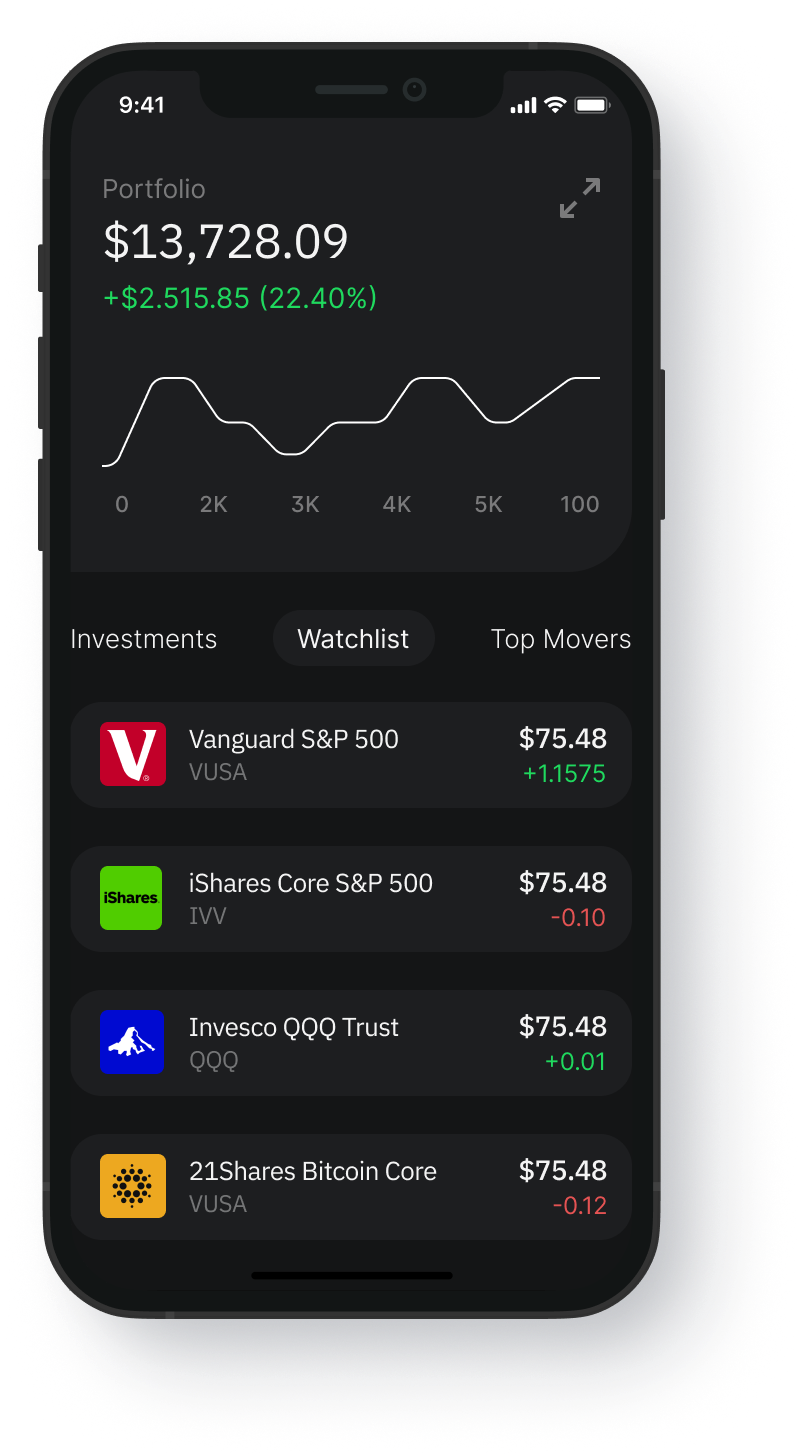 9:41
Portfolio
$13,728.09
+$2.515.85 (22.40%)
0 2K 3K 4K 5K 100
Investments Watchlist Top Movers
Vanguard S&P 500 $75.48
VUSA +1.1575
iShares
iShares Core S&P 500 $75.48
IVV -0.10
Invesco QQQ Trust $75.48
QQQ +0.01
21Shares Bitcoin Core $75.48
VUSA -0.12